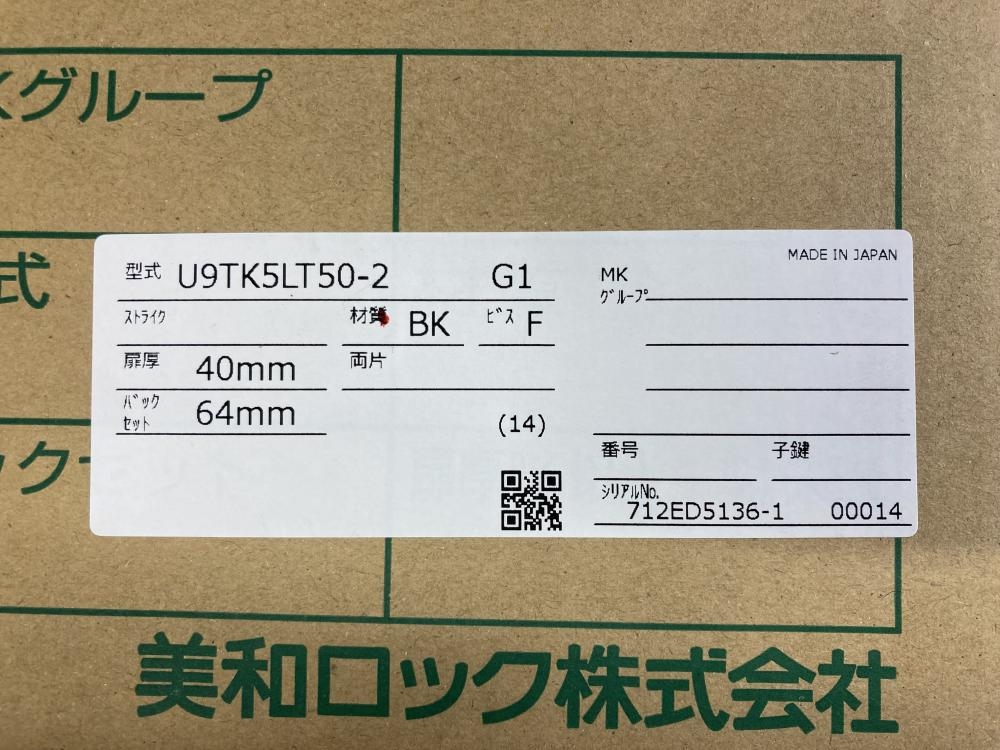 グループ
式
MADE IN JAPAN
型式 U9TK5LT50-2 G1
MK
ｸﾞﾙｰﾌﾟ
ｽﾄﾗｲｸ 材質 BK ﾋﾞｽ F
扉厚 40mm 両片
ﾊﾞｯｸ
ｾｯﾄ 64mm
(14)
番号 子鍵
ｼﾘｱﾙNo.
712ED5136-1 00014
ック
美和ロック株式会社